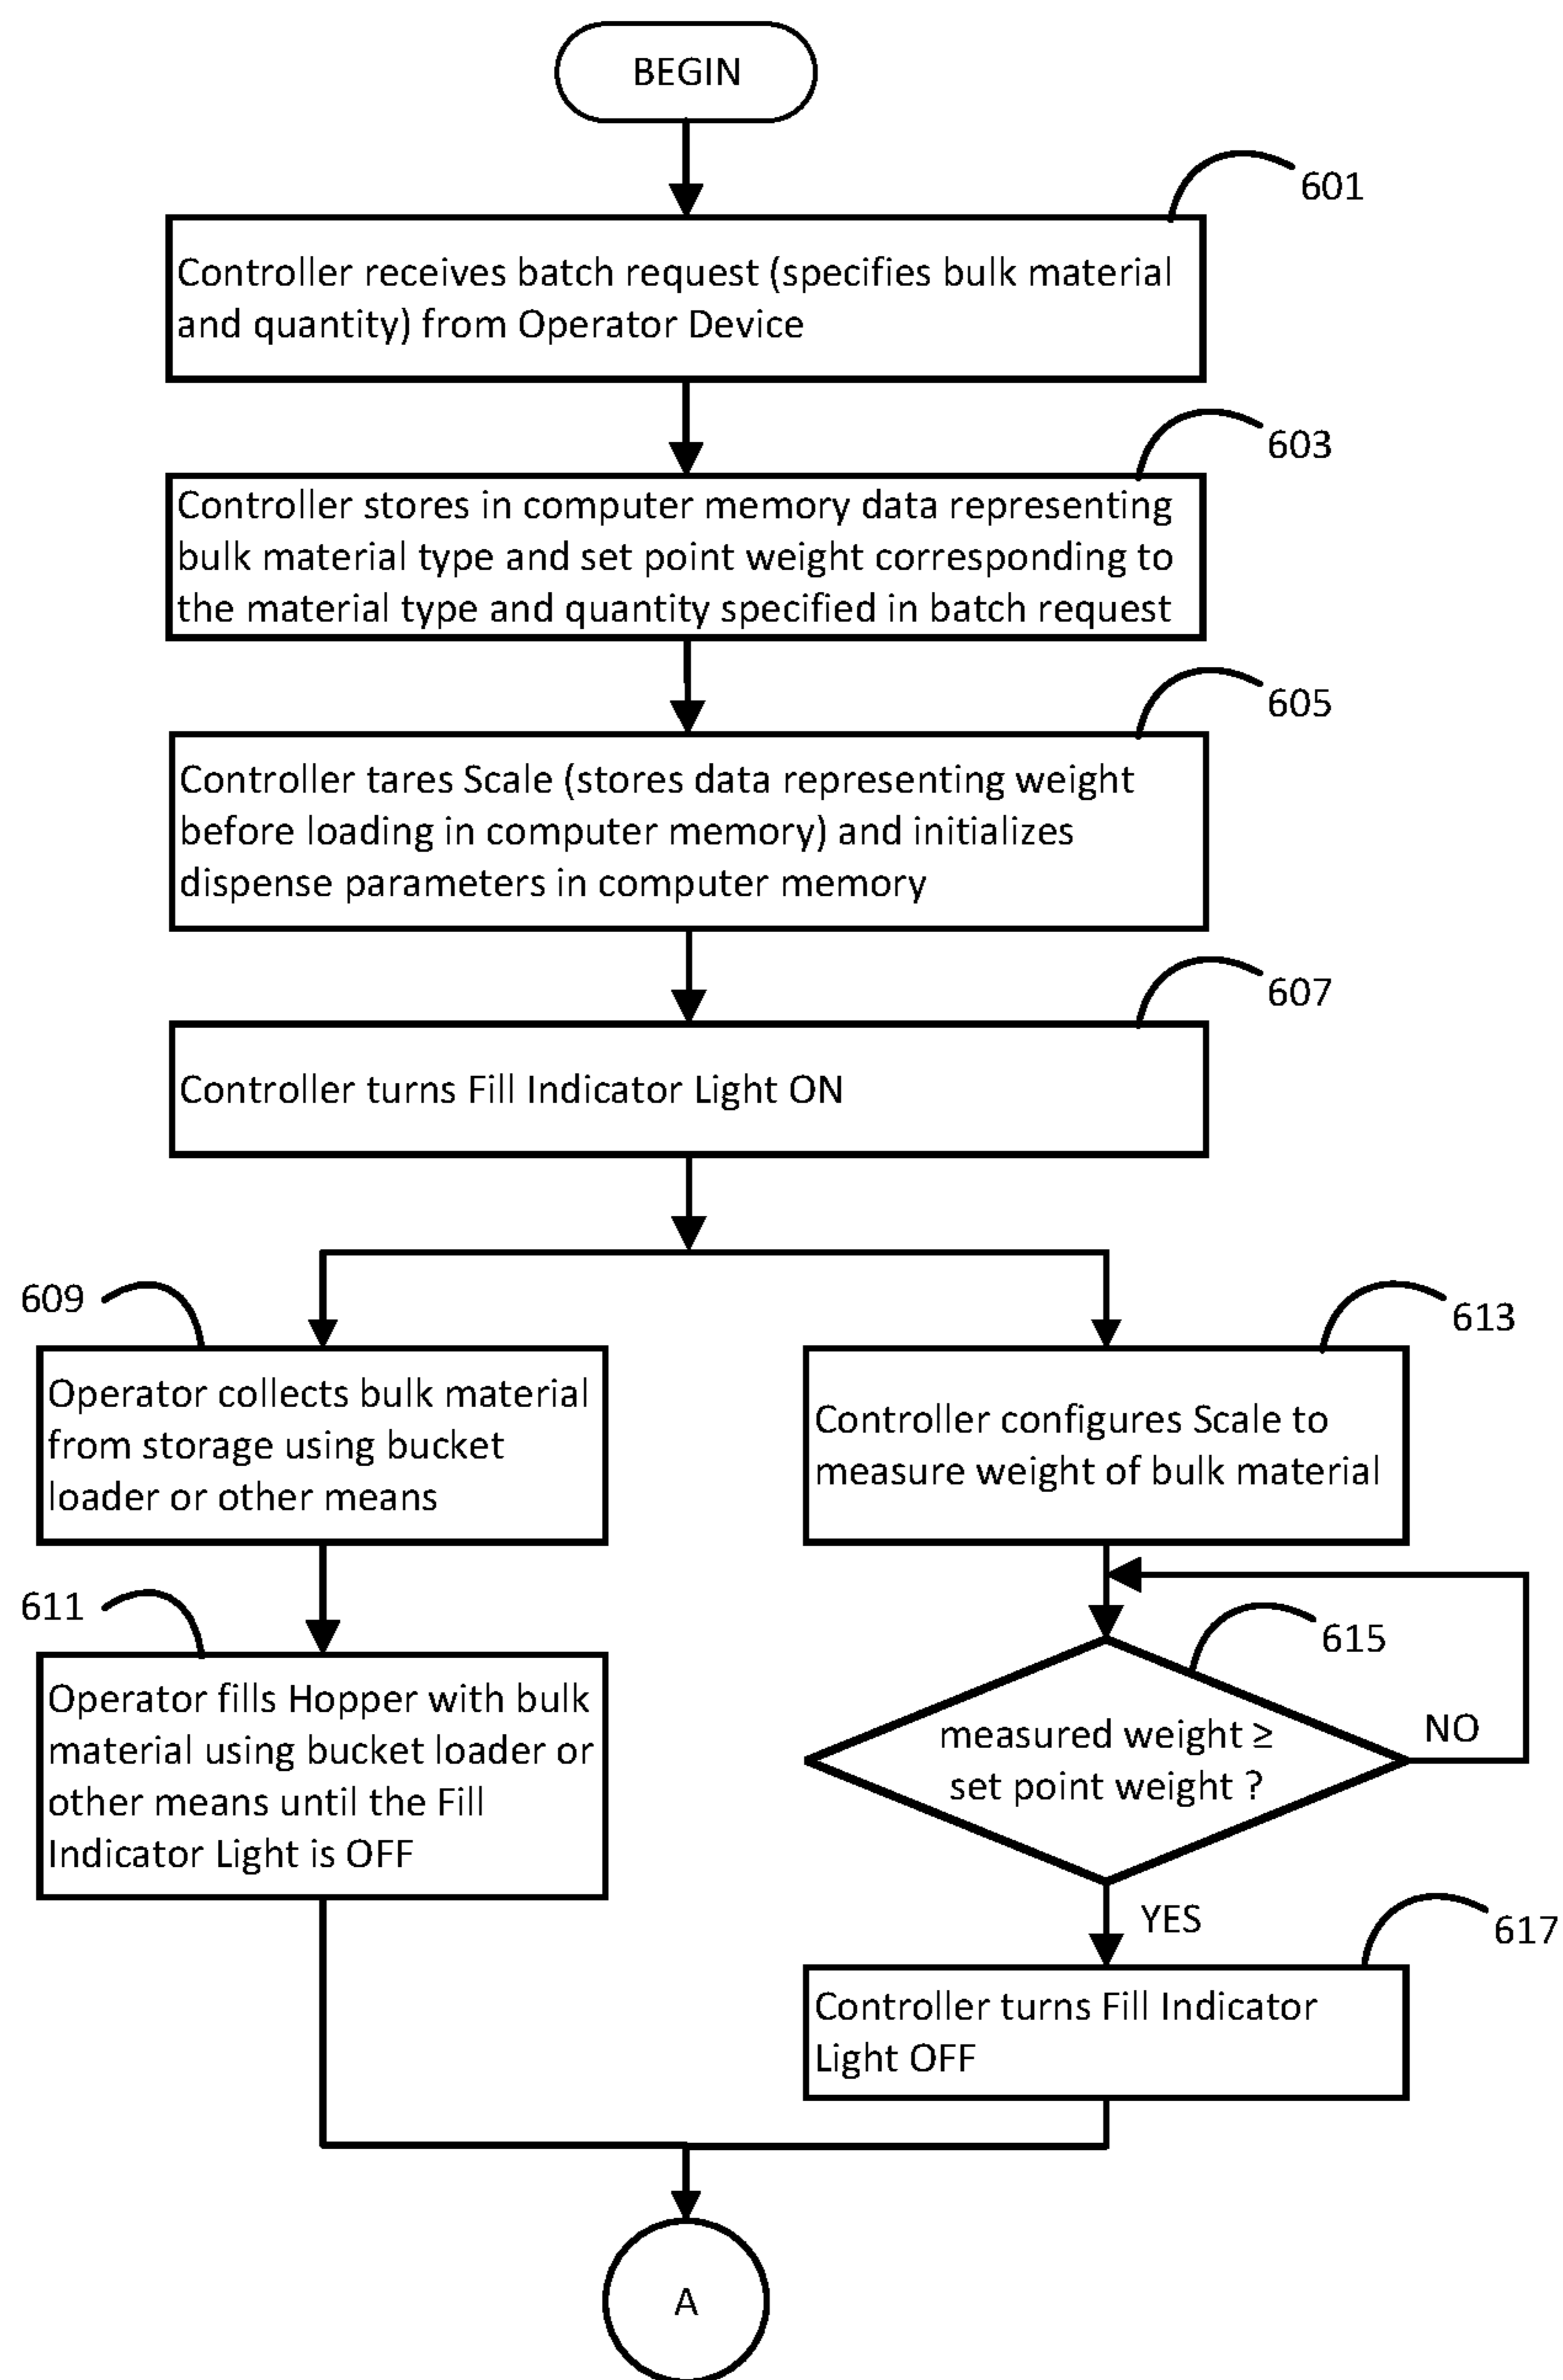 BEGIN
601
Controller receives batch request (specifies bulk material
and quantity) from Operator Device
603
Controller stores in computer memory data representing
bulk material type and set point weight corresponding to
the material type and quantity specified in batch request
605
Controller tares Scale (stores data representing weight
before loading in computer memory) and initializes
dispense parameters in computer memory
607
Controller turns Fill Indicator Light ON
609
Operator collects bulk material
from storage using bucket
loader or other means
611
Operator fills Hopper with bulk
material using bucket loader or
other means until the Fill
Indicator Light is OFF
613
Controller configures Scale to
measure weight of bulk material
615
measured weight ≥
set point weight ?
NO
YES
617
Controller turns Fill Indicator
Light OFF
A